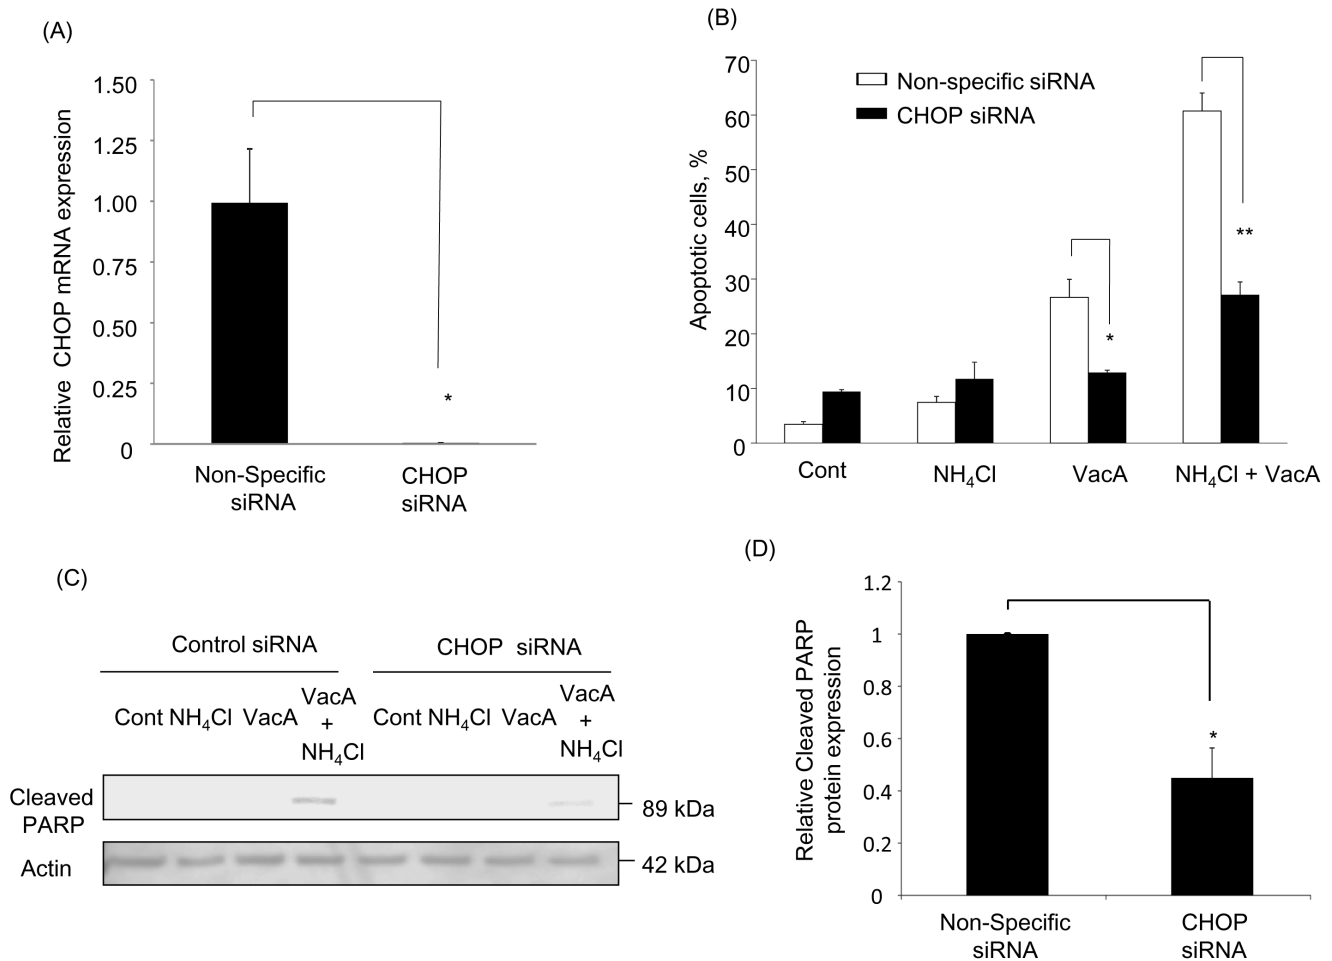 (A)
1.50
1.25
1.00
0.75
0.50
0.25
0
Relative CHOP mRNA expression
*
Non-Specific
siRNA
CHOP
siRNA
(B)
70
60
50
40
30
20
10
0
Apoptotic cells, %
Non-specific siRNA
CHOP siRNA
*
**
Cont
NH₄Cl
VacA
NH₄Cl + VacA
(C)
Control siRNA
CHOP siRNA
Cont NH₄Cl VacA
VacA
+
NH₄Cl
Cont NH₄Cl VacA
VacA
+
NH₄Cl
Cleaved
PARP
89 kDa
Actin
42 kDa
(D)
1.2
1
0.8
0.6
0.4
0.2
0
Relative Cleaved PARP
protein expression
*
Non-Specific
siRNA
CHOP
siRNA